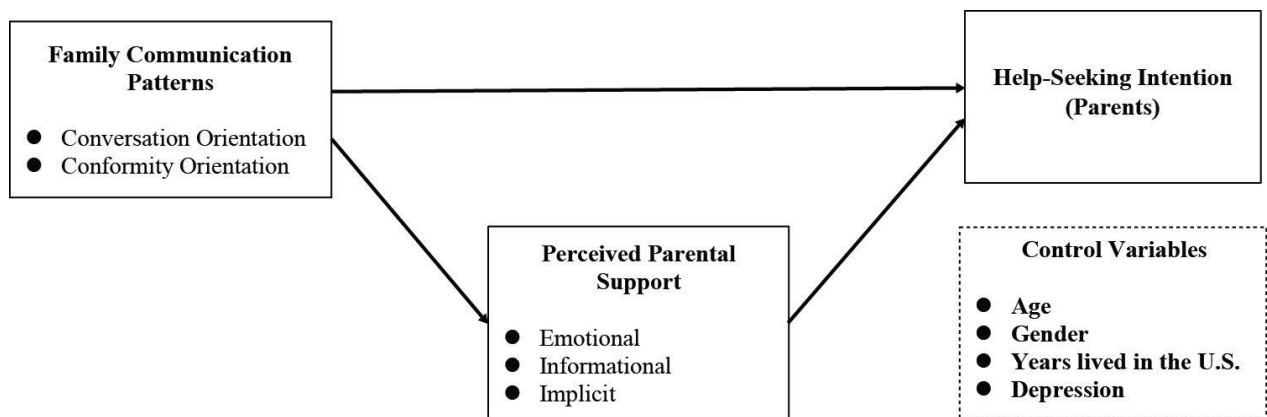 Family Communication
Patterns
● Conversation Orientation
● Conformity Orientation
Help-Seeking Intention
(Parents)
Perceived Parental
Support
● Emotional
● Informational
● Implicit
Control Variables
● Age
● Gender
● Years lived in the U.S.
● Depression